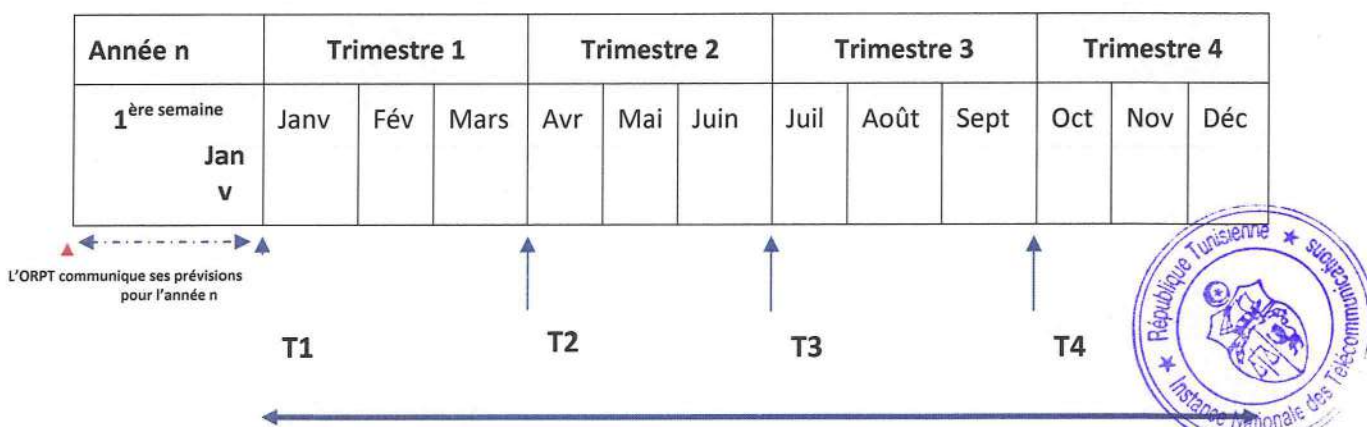 Année n Trimestre 1 Trimestre 2 Trimestre 3 Trimestre 4
1ère semaine
Jan
v
Janv Fév Mars Avr Mai Juin Juil Août Sept Oct Nov Déc
L'ORPT communique ses prévisions
pour l'année n
T1 T2 T3 T4
République Tunisienne
Instance Nationale des Télécommunications